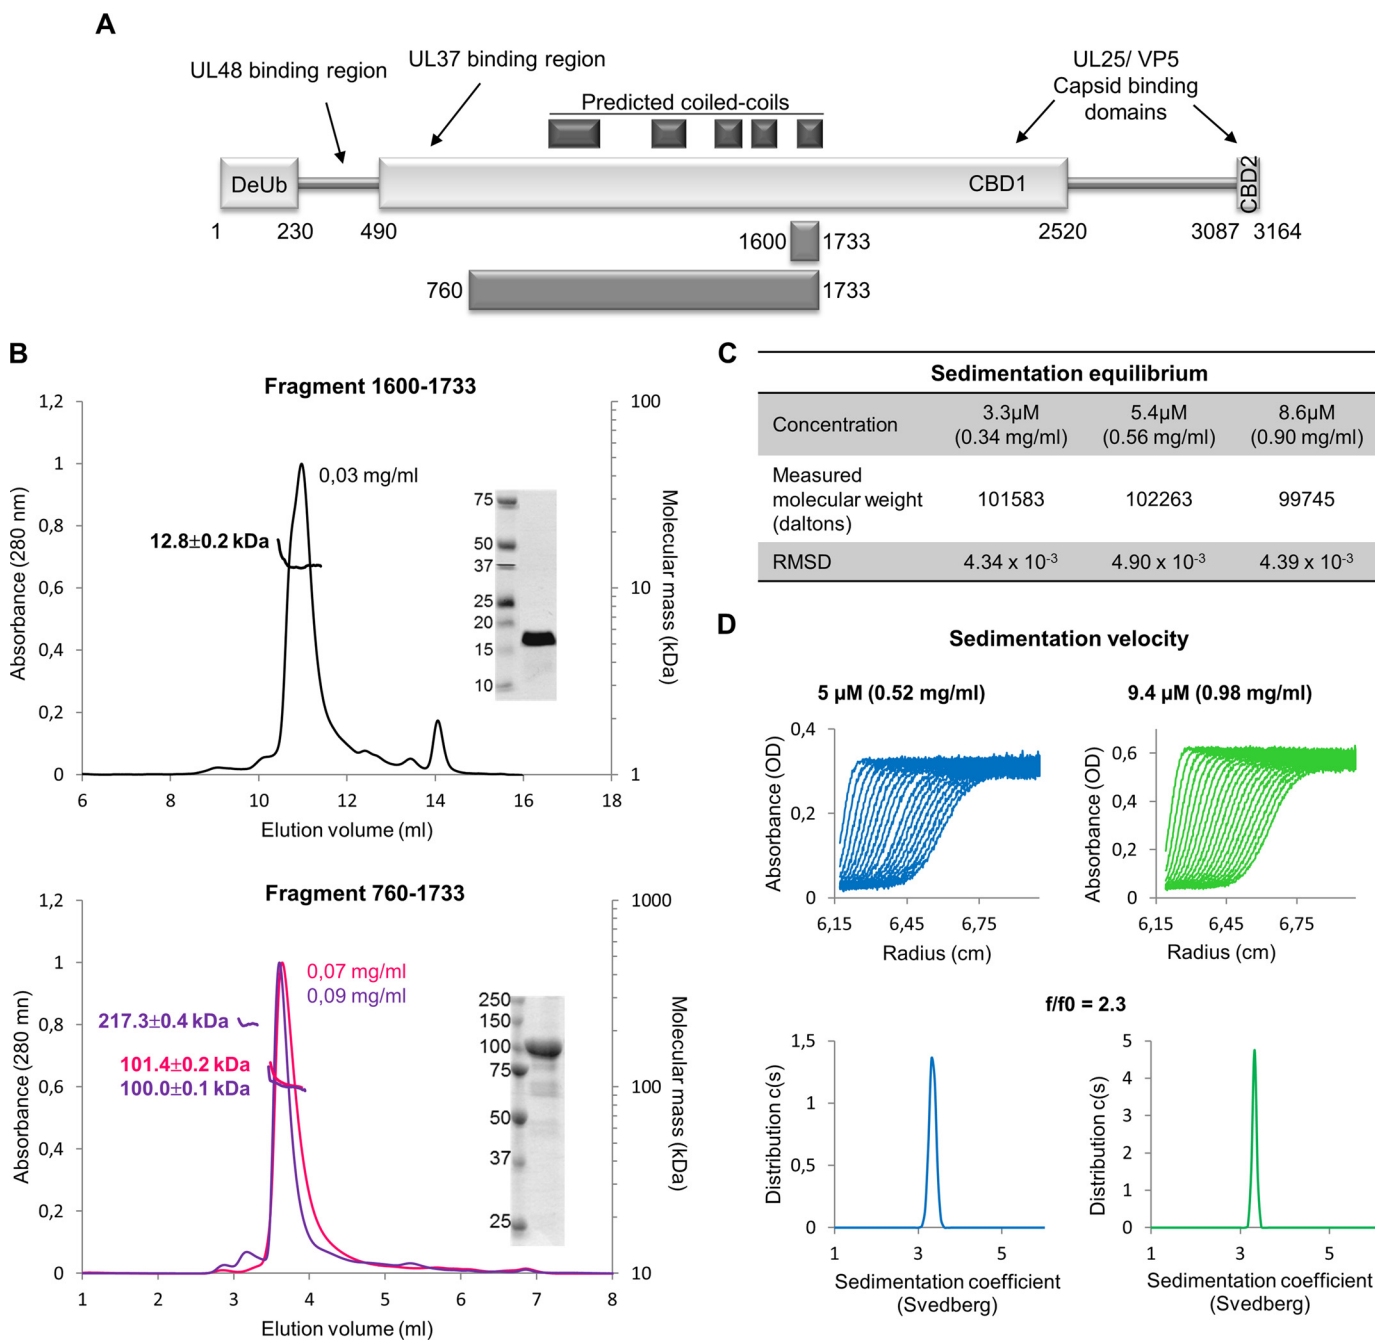 A
UL48 binding region
UL37 binding region
UL25/ VP5
Capsid binding
domains
Predicted coiled-coils
DeUb
CBD1
CBD2
1
230
490
2520
3087
3164
1600
1733
760
1733
B
Fragment 1600-1733
1,2
1
0,8
0,6
0,4
0,2
0
Absorbance (280 nm)
100
10
1
Molecular mass (kDa)
0,03 mg/ml
12.8±0.2 kDa
75
50
37
25
20
15
10
6
8
10
12
14
16
18
Elution volume (ml)
Fragment 760-1733
1,2
1
0,8
0,6
0,4
0,2
0
Absorbance (280 mn)
1000
100
10
Molecular mass (kDa)
0,07 mg/ml
0,09 mg/ml
217.3±0.4 kDa
101.4±0.2 kDa
100.0±0.1 kDa
250
150
100
75
50
37
25
1
2
3
4
5
6
7
8
Elution volume (ml)
C
Sedimentation equilibrium
Concentration
3.3µM
(0.34 mg/ml)
5.4µM
(0.56 mg/ml)
8.6µM
(0.90 mg/ml)
Measured
molecular weight
(daltons)
101583
102263
99745
RMSD
4.34 x 10⁻³
4.90 x 10⁻³
4.39 x 10⁻³
D
Sedimentation velocity
5 µM (0.52 mg/ml)
0,4
0,2
0
Absorbance (OD)
6,15
6,45
6,75
Radius (cm)
9.4 µM (0.98 mg/ml)
0,6
0,4
0,2
0
Absorbance (OD)
6,15
6,45
6,75
Radius (cm)
f/f0 = 2.3
1,5
1
0,5
0
Distribution c(s)
1
3
5
Sedimentation coefficient
(Svedberg)
5
4
3
2
1
0
Distribution c(s)
1
3
5
Sedimentation coefficient
(Svedberg)